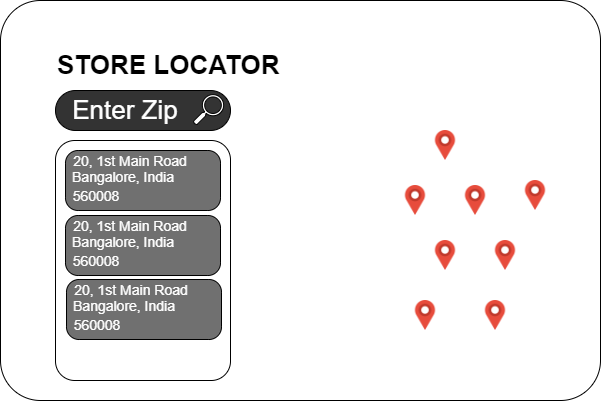 STORE LOCATOR
Enter Zip
20, 1st Main Road
Bangalore, India
560008
20, 1st Main Road
Bangalore, India
560008
20, 1st Main Road
Bangalore, India
560008